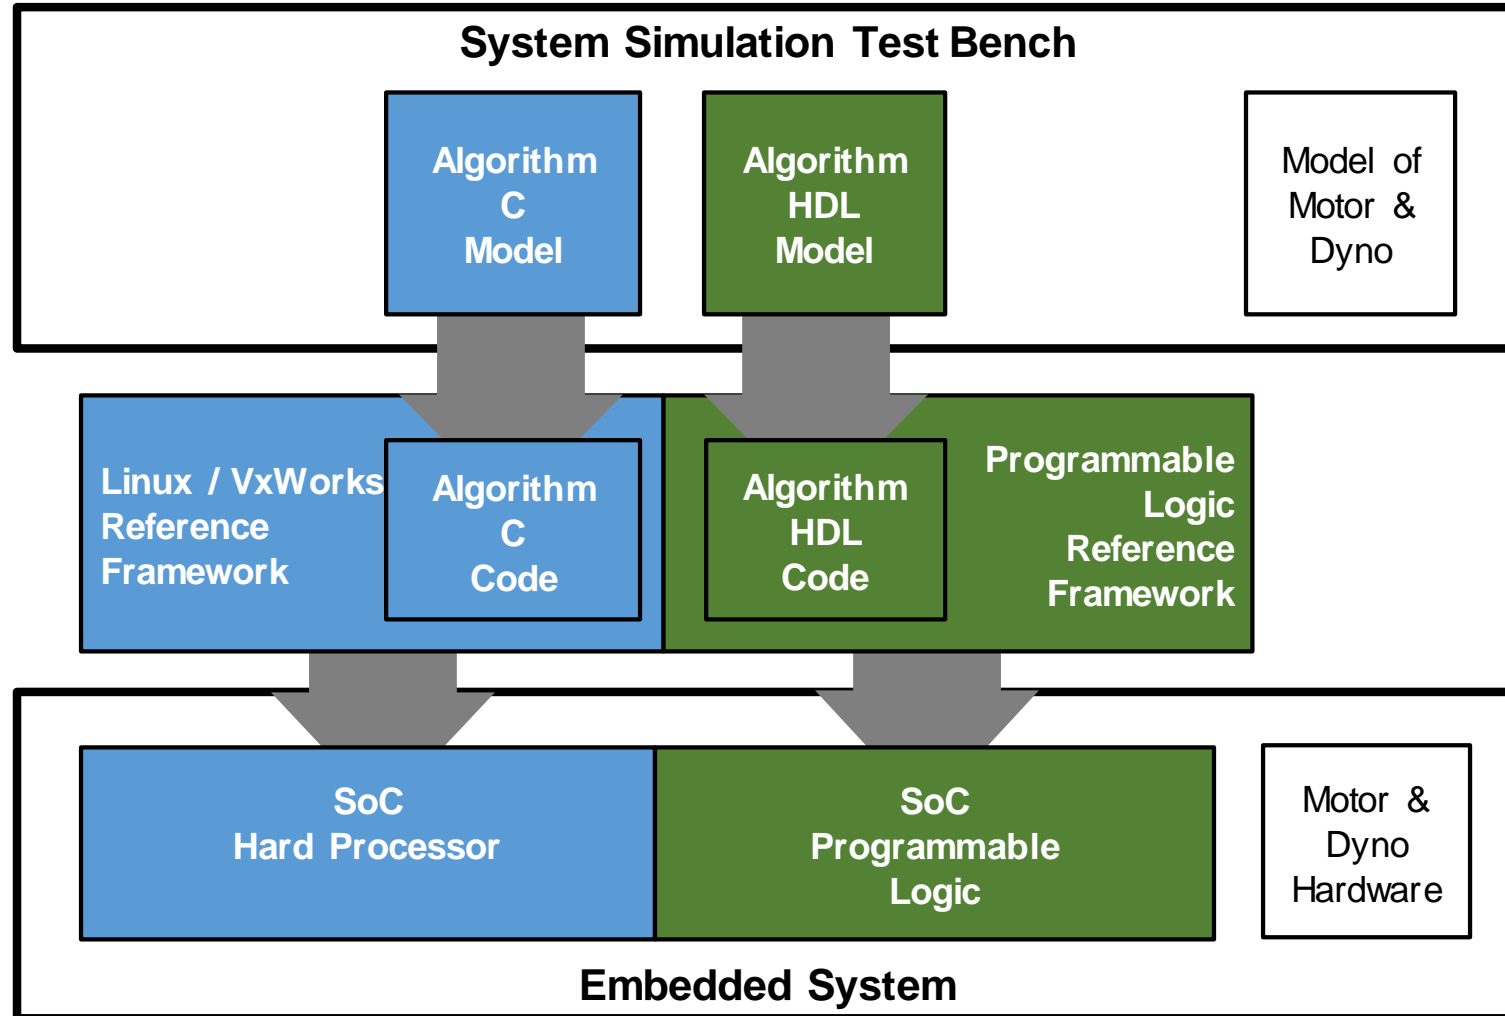 System Simulation Test Bench
Algorithm
C
Model
Algorithm
HDL
Model
Model of
Motor &
Dyno
Linux / VxWorks
Reference
Framework
Algorithm
C
Code
Algorithm
HDL
Code
Programmable
Logic
Reference
Framework
SoC
Hard Processor
SoC
Programmable
Logic
Motor &
Dyno
Hardware
Embedded System